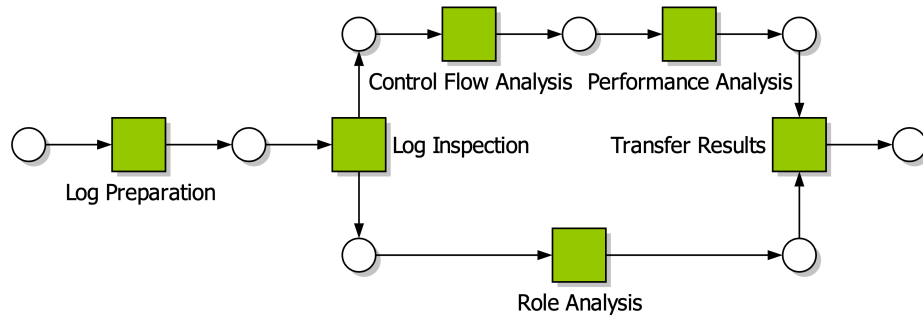 Control Flow Analysis
Performance Analysis
Log Inspection
Transfer Results
Log Preparation
Role Analysis